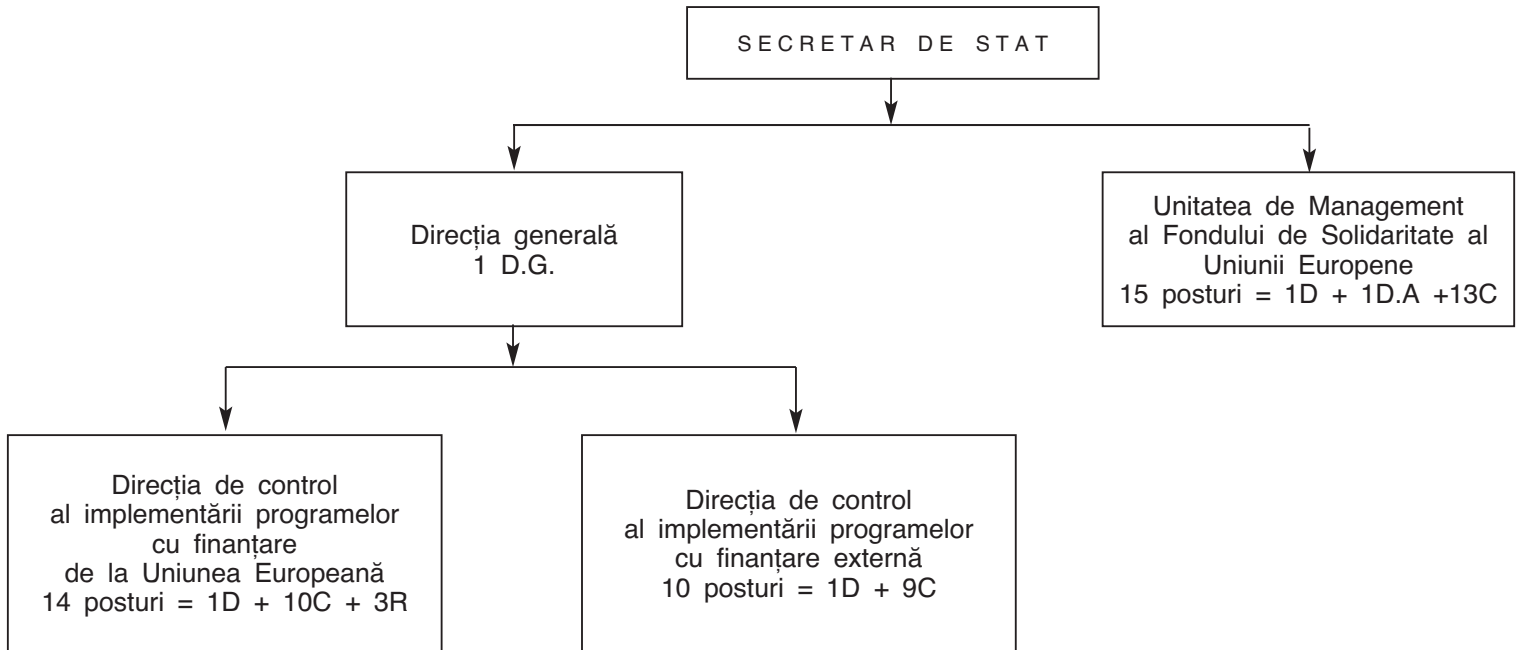 SECRETAR DE STAT
Direcția generală
1 D.G.
Unitatea de Management
al Fondului de Solidaritate al
Uniunii Europene
15 posturi = 1D + 1D.A +13C
Direcția de control
al implementării programelor
cu finanțare
de la Uniunea Europeană
14 posturi = 1D + 10C + 3R
Direcția de control
al implementării programelor
cu finanțare externă
10 posturi = 1D + 9C